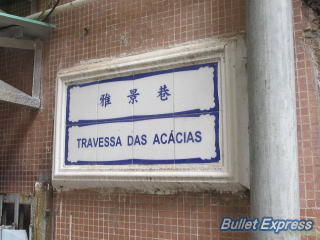 雅景巷
TRAVESSA DAS ACÁCIAS
Bullet Express